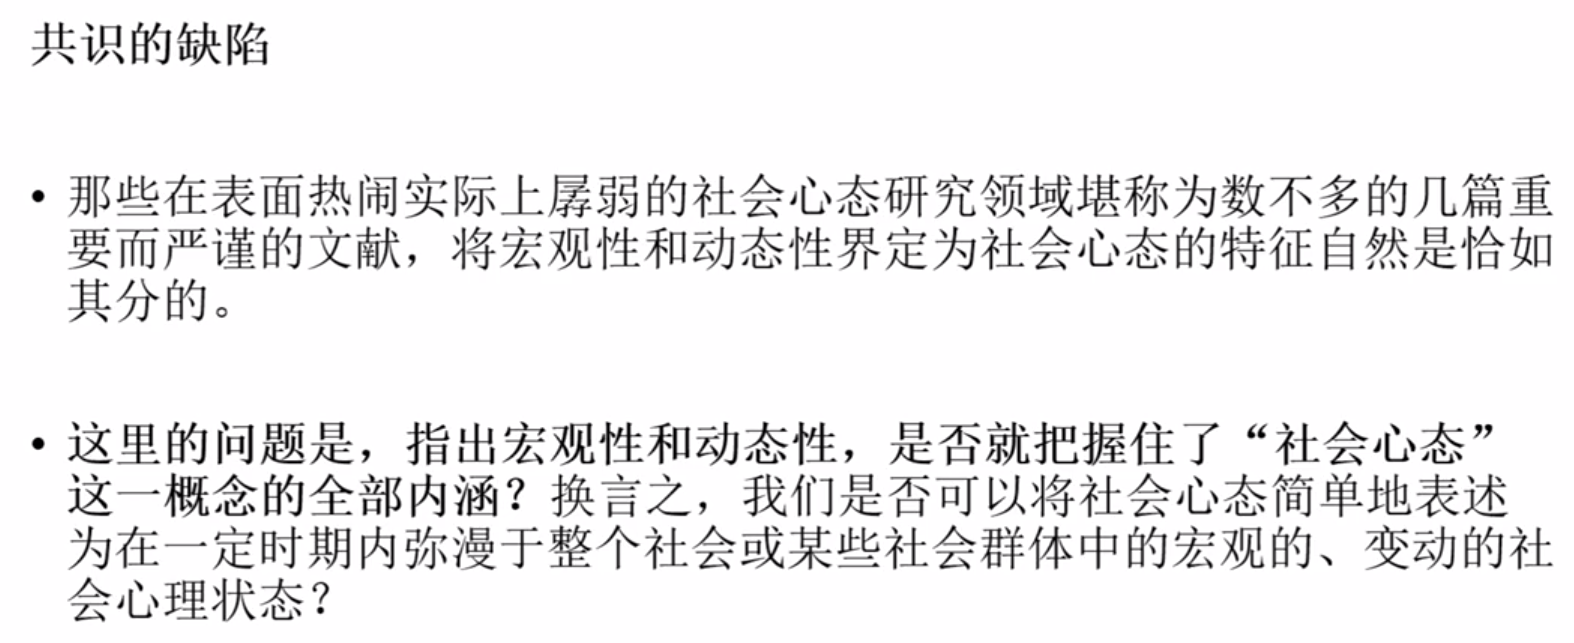 共识的缺陷
• 那些在表面热闹实际上孱弱的社会心态研究领域堪称为数不多的几篇重
要而严谨的文献，将宏观性和动态性界定为社会心态的特征自然是恰如
其分的。
• 这里的问题是，指出宏观性和动态性，是否就把握住了“社会心态”
这一概念的全部内涵？换言之，我们是否可以将社会心态简单地表述
为在一定时期内弥漫于整个社会或某些社会群体中的宏观的、变动的社
会心理状态？